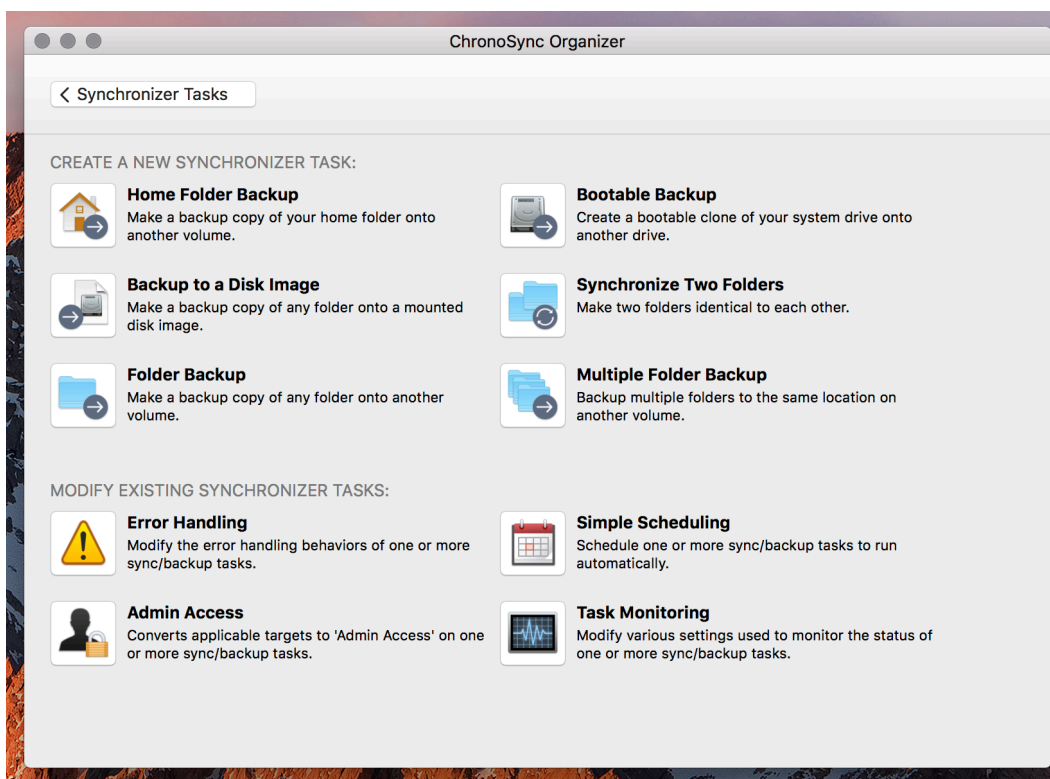 ChronoSync Organizer
Synchronizer Tasks
CREATE A NEW SYNCHRONIZER TASK:
Home Folder Backup
Make a backup copy of your home folder onto
another volume.
Bootable Backup
Create a bootable clone of your system drive onto
another drive.
Backup to a Disk Image
Make a backup copy of any folder onto a mounted
disk image.
Synchronize Two Folders
Make two folders identical to each other.
Folder Backup
Make a backup copy of any folder onto another
volume.
Multiple Folder Backup
Backup multiple folders to the same location on
another volume.
MODIFY EXISTING SYNCHRONIZER TASKS:
Error Handling
Modify the error handling behaviors of one or more
sync/backup tasks.
Simple Scheduling
Schedule one or more sync/backup tasks to run
automatically.
Admin Access
Converts applicable targets to 'Admin Access' on one
or more sync/backup tasks.
Task Monitoring
Modify various settings used to monitor the status of
one or more sync/backup tasks.